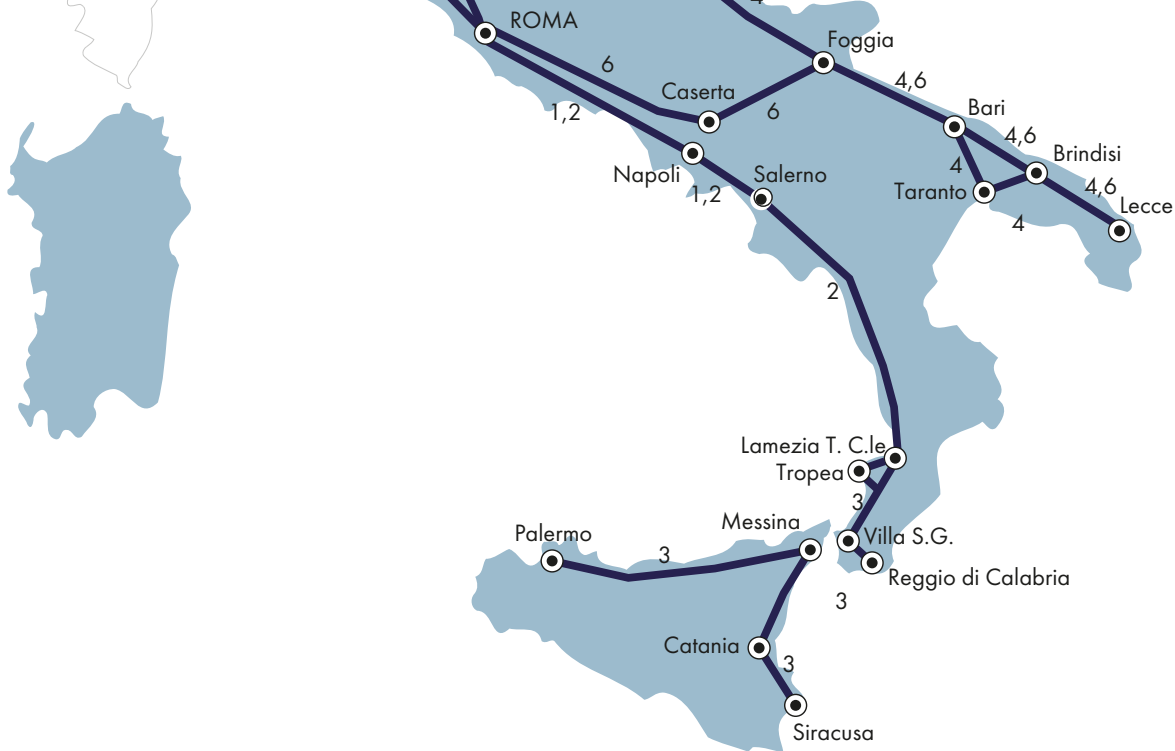 4
ROMA
Foggia
6
4,6
Caserta
Bari
1,2
6
4,6
Brindisi
4
Napoli
Salerno
4,6
Taranto
1,2
Lecce
4
2
Lamezia T. C.le
Tropea
3
Messina
Palermo
Villa S.G.
3
Reggio di Calabria
3
Catania
3
Siracusa